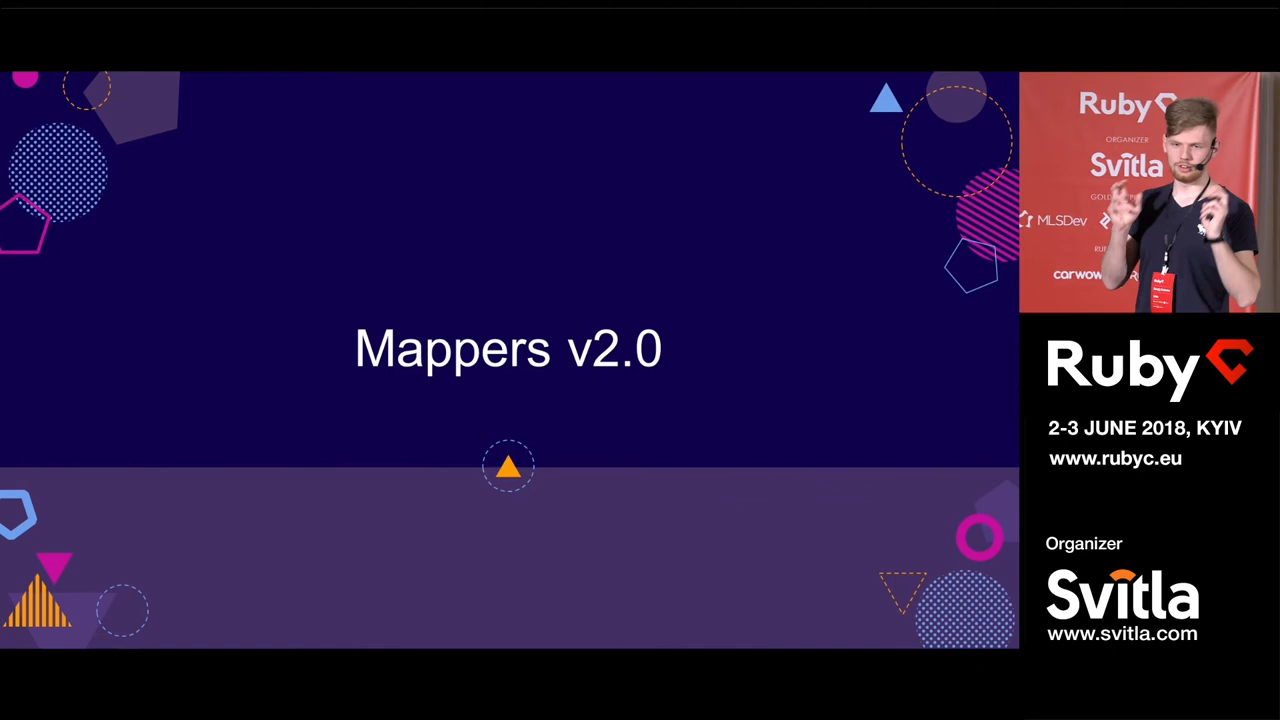 Mappers v2.0
Ruby
ORGANIZER
Svitla
MLSDev
carwow
Ruby
2-3 JUNE 2018, KYIV
www.rubyc.eu
Organizer
Svitla
www.svitla.com